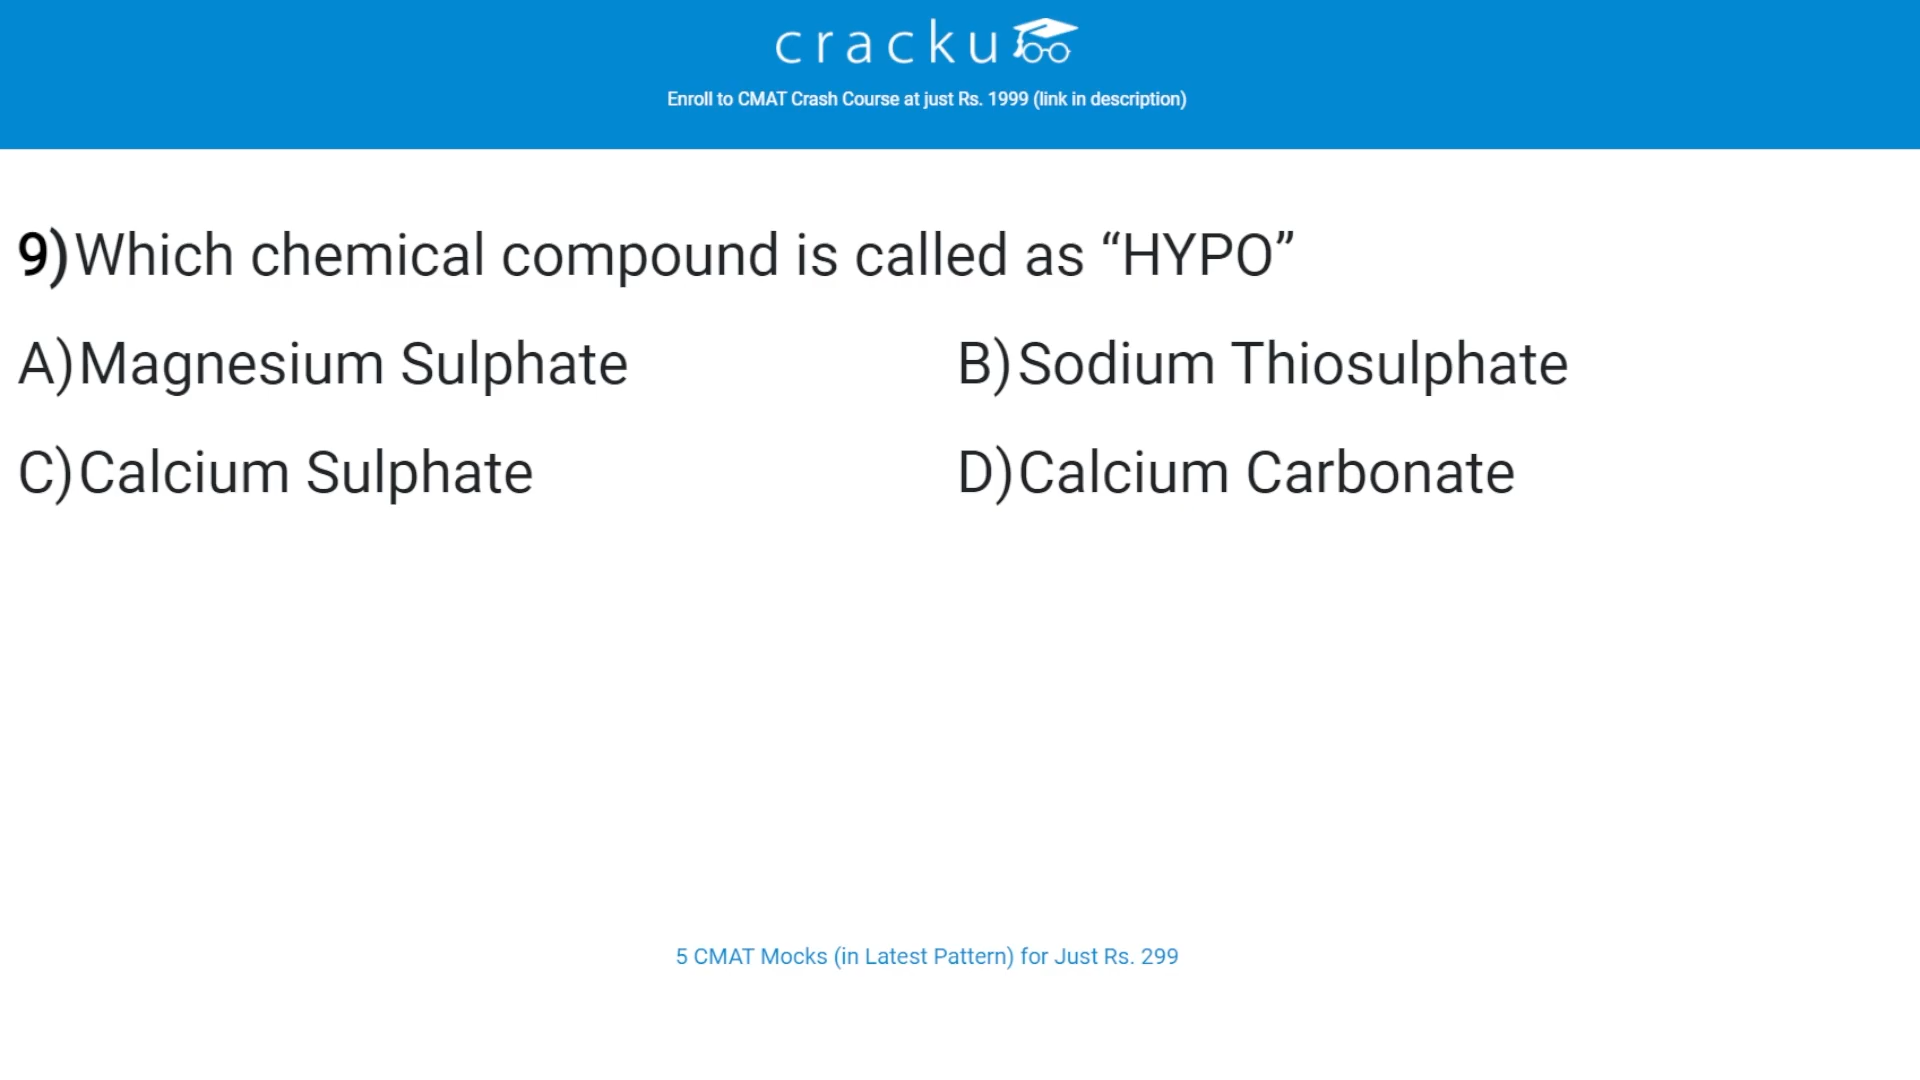 cracku
Enroll to CMAT Crash Course at just Rs. 1999 (link in description)
9)Which chemical compound is called as “HYPO”
A)Magnesium Sulphate
B)Sodium Thiosulphate
C)Calcium Sulphate
D)Calcium Carbonate
5 CMAT Mocks (in Latest Pattern) for Just Rs. 299